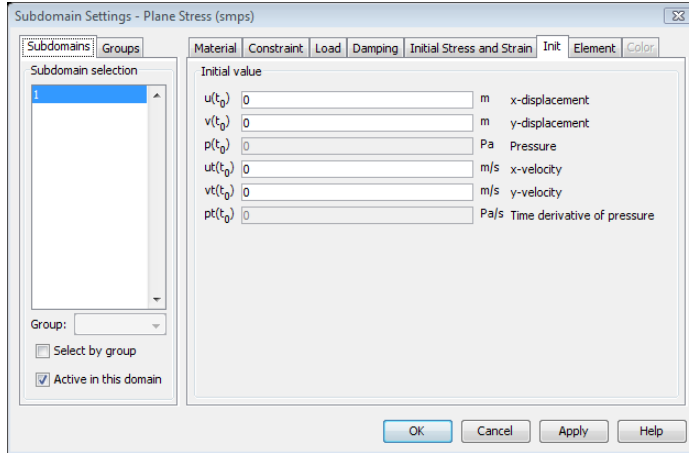 Subdomain Settings - Plane Stress (smps)
Subdomains Groups
Material Constraint Load Damping Initial Stress and Strain Init Element Color
Subdomain selection
1
Group:
Select by group
Active in this domain
Initial value
u(t0) 0 m x-displacement
v(t0) 0 m y-displacement
p(t0) 0 Pa Pressure
ut(t0) 0 m/s x-velocity
vt(t0) 0 m/s y-velocity
pt(t0) 0 Pa/s Time derivative of pressure
OK Cancel Apply Help